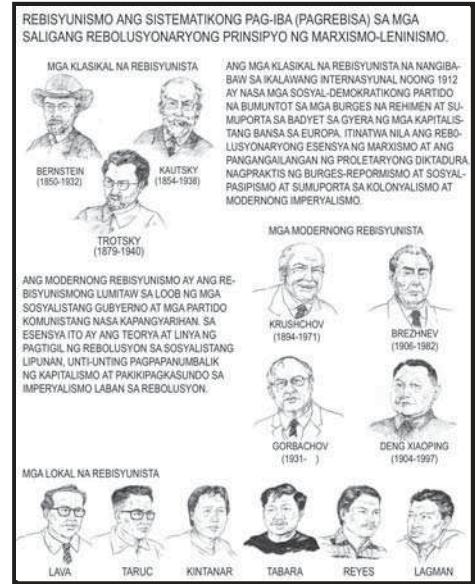 REBISYUNISMO ANG SISTEMATIKONG PAG-IBA (PAGREBISA) SA MGA
SALIGANG REBOLUSYONARYONG PRINSIPYO NG MARXISMO-LENINISMO.
MGA KLASIKAL NA REBISYUNISTA
BERNSTEIN
(1850-1932)
KAUTSKY
(1854-1938)
TROTSKY
(1879-1940)
ANG MGA KLASIKAL NA REBISYUNISTA NA NANGIBA-
BAW SA IKALAWANG INTERNASYUNAL NOONG 1912
AY NASA MGA SOSYAL-DEMOKRATIKONG PARTIDO
NA BUMUNTOT SA MGA BURGES NA REHIMEN AT SU-
MUPORTA SA BADYET SA GYERA NG MGA KAPITALIS-
TANG BANSA SA EUROPA. ITINATWA NILA ANG REBO-
LUSYONARYONG ESENSYA NG MARXISMO AT ANG
PANGANGAILANGAN NG PROLETARYONG DIKTADURA,
NAGPRAKTIS NG BURGES-REPORMISMO AT SOSYAL-
PASIPISMO AT SUMUPORTA SA KOLONYALISMO AT
MODERNONG IMPERYALISMO.
ANG MODERNONG REBISYUNISMO AY ANG RE-
BISYUNISMONG LUMITAW SA LOOB NG MGA
SOSYALISTANG GUBYERNO AT MGA PARTIDO
KOMUNISTANG NASA KAPANGYARIHAN. SA
ESENSYA ITO AY ANG TEORYA AT LINYA NG
PAGTIGIL NG REBOLUSYON SA SOSYALISTANG
LIPUNAN, UNTI-UNTING PAGPAPANUMBALIK
NG KAPITALISMO AT PAKIKIPAGKASUNDO SA
IMPERYALISMO LABAN SA REBOLUSYON.
MGA MODERNONG REBISYUNISTA
KRUSHCHOV
(1894-1971)
BREZHNEV
(1906-1982)
GORBACHOV
(1931- )
DENG XIAOPING
(1904-1997)
MGA LOKAL NA REBISYUNISTA
LAVA
TARUC
KINTANAR
TABARA
REYES
LAGMAN